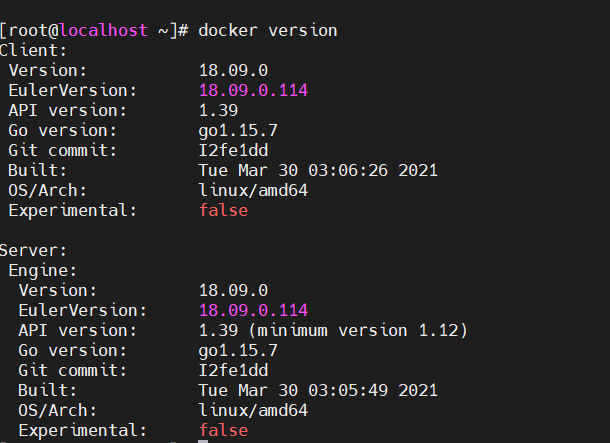 [root@localhost ~]# docker version
Client:
 Version:           18.09.0
 EulerVersion:      18.09.0.114
 API version:       1.39
 Go version:        go1.15.7
 Git commit:        I2fe1dd
 Built:             Tue Mar 30 03:06:26 2021
 OS/Arch:           linux/amd64
 Experimental:      false

Server:
 Engine:
  Version:          18.09.0
  EulerVersion:     18.09.0.114
  API version:      1.39 (minimum version 1.12)
  Go version:       go1.15.7
  Git commit:       I2fe1dd
  Built:            Tue Mar 30 03:05:49 2021
  OS/Arch:          linux/amd64
  Experimental:     false